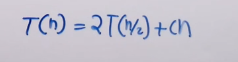 T(n) = 2T(n/2) + cn